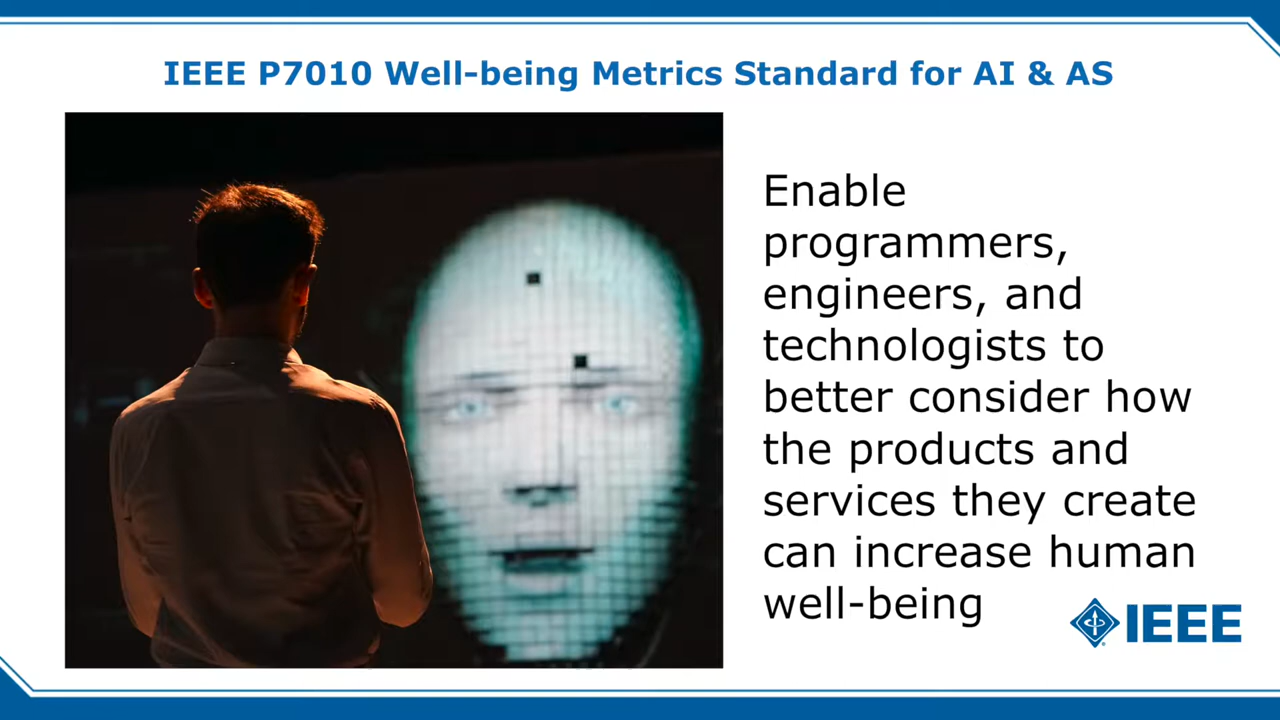 IEEE P7010 Well-being Metrics Standard for AI & AS
Enable
programmers,
engineers, and
technologists to
better consider how
the products and
services they create
can increase human
well-being
IEEE